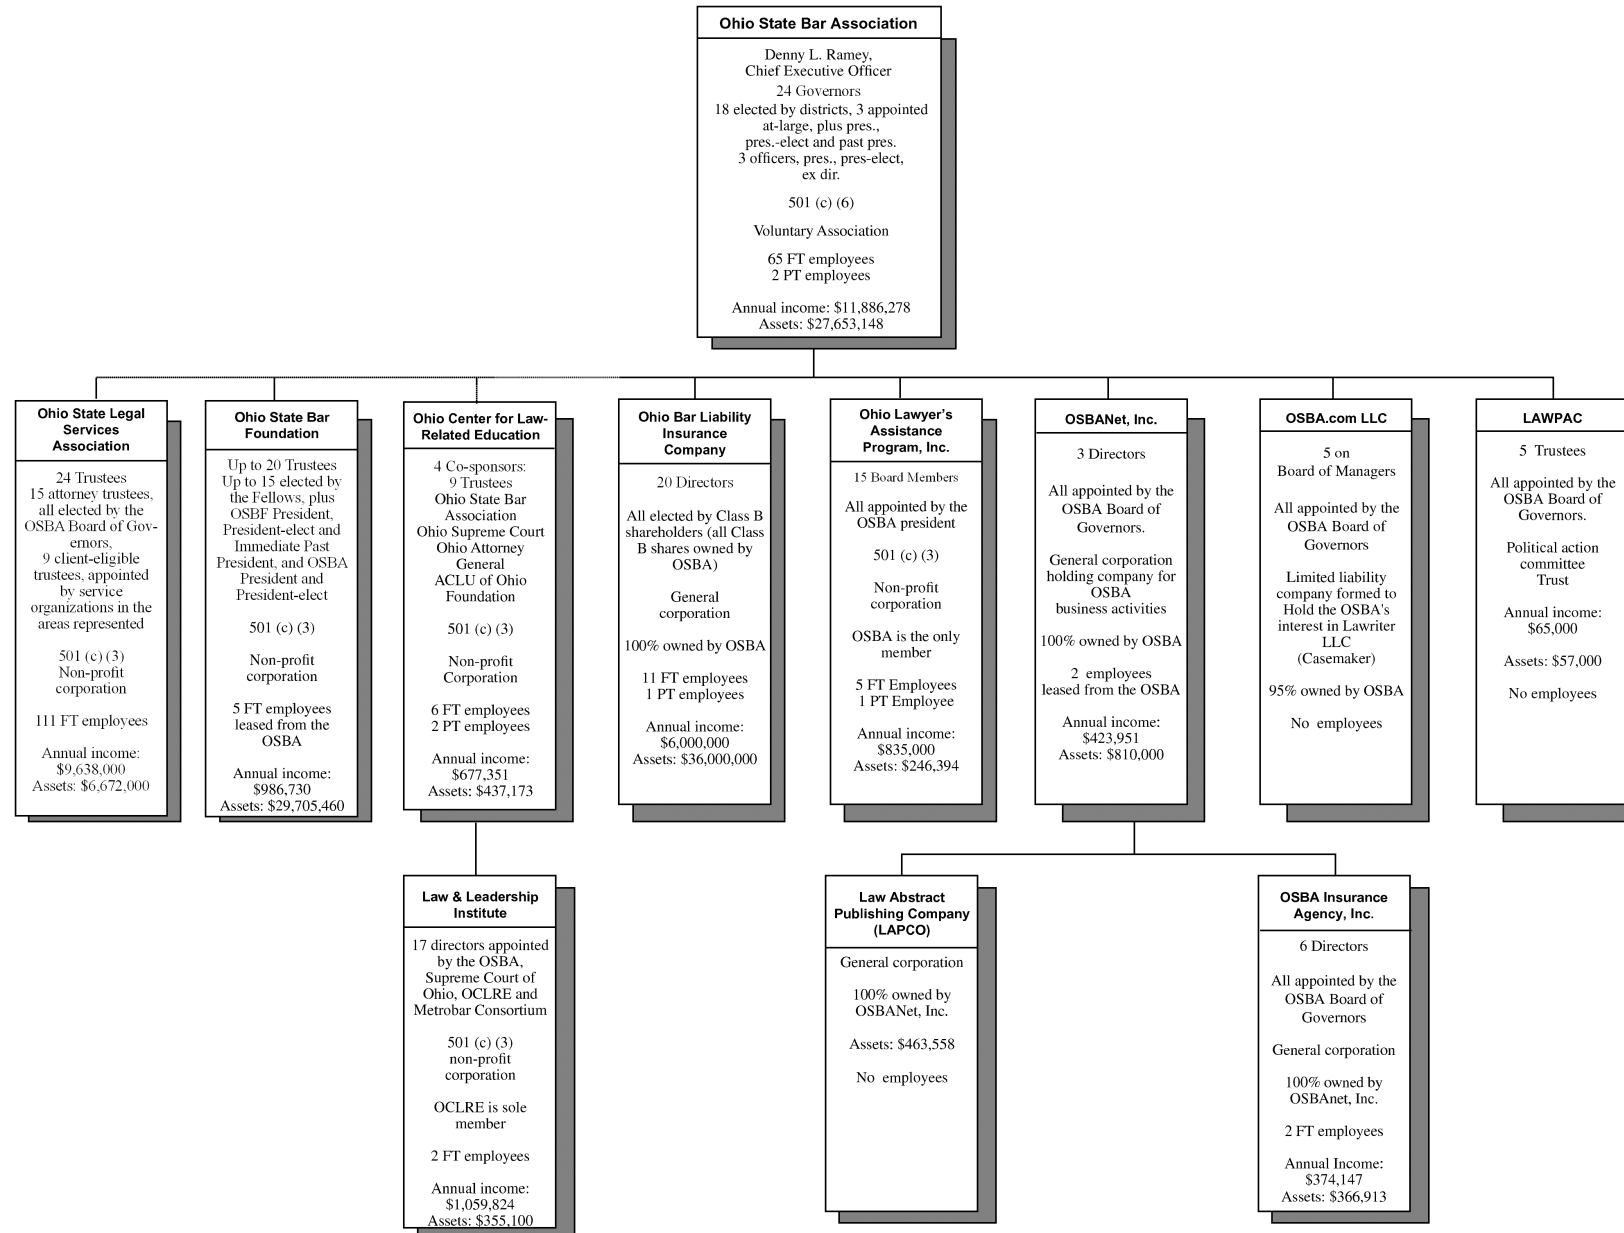 Ohio State Bar Association
Denny L. Ramey,
Chief Executive Officer
24 Governors
18 elected by districts, 3 appointed
at-large, plus pres.,
pres.-elect and past pres.
3 officers, pres., pres-elect,
ex dir.
501 (c) (6)
Voluntary Association
65 FT employees
2 PT employees
Annual income: $11,886,278
Assets: $27,653,148
Ohio State Legal
Services
Association
24 Trustees
15 attorney trustees,
all elected by the
OSBA Board of Gov-
ernors,
9 client-eligible
trustees, appointed
by service
organizations in the
areas represented
501 (c) (3)
Non-profit
corporation
111 FT employees
Annual income:
$9,638,000
Assets: $6,672,000
Ohio State Bar
Foundation
Up to 20 Trustees
Up to 15 elected by
the Fellows, plus
OSBF President,
President-elect and
Immediate Past
President, and OSBA
President and
President-elect
501 (c) (3)
Non-profit
corporation
5 FT employees
leased from the
OSBA
Annual income:
$986,730
Assets: $29,705,460
Ohio Center for Law-
Related Education
4 Co-sponsors:
9 Trustees
Ohio State Bar
Association
Ohio Supreme Court
Ohio Attorney
General
ACLU of Ohio
Foundation
501 (c) (3)
Non-profit
Corporation
6 FT employees
2 PT employees
Annual income:
$677,351
Assets: $437,173
Ohio Bar Liability
Insurance
Company
20 Directors
All elected by Class B
shareholders (all Class
B shares owned by
OSBA)
General
corporation
100% owned by OSBA
11 FT employees
1 PT employees
Annual income:
$6,000,000
Assets: $36,000,000
Ohio Lawyer's
Assistance
Program, Inc.
15 Board Members
All appointed by the
OSBA president
501 (c) (3)
Non-profit
corporation
OSBA is the only
member
5 FT Employees
1 PT Employee
Annual income:
$835,000
Assets: $246,394
OSBANet, Inc.
3 Directors
All appointed by the
OSBA Board of
Governors.
General corporation
holding company for
OSBA
business activities
100% owned by OSBA
2 employees
leased from the OSBA
Annual income:
$423,951
Assets: $810,000
OSBA.com LLC
5 on
Board of Managers
All appointed by the
OSBA Board of
Governors
Limited liability
company formed to
Hold the OSBA's
interest in Lawriter
LLC
(Casemaker)
95% owned by OSBA
No employees
LAWPAC
5 Trustees
All appointed by the
OSBA Board of
Governors.
Political action
committee
Trust
Annual income:
$65,000
Assets: $57,000
No employees
Law & Leadership
Institute
17 directors appointed
by the OSBA,
Supreme Court of
Ohio, OCLRE and
Metrobar Consortium
501 (c) (3)
non-profit
corporation
OCLRE is sole
member
2 FT employees
Annual income:
$1,059,824
Assets: $355,100
Law Abstract
Publishing Company
(LAPCO)
General corporation
100% owned by
OSBANet, Inc.
Assets: $463,558
No employees
OSBA Insurance
Agency, Inc.
6 Directors
All appointed by the
OSBA Board of
Governors
General corporation
100% owned by
OSBAnet, Inc.
2 FT employees
Annual Income:
$374,147
Assets: $366,913